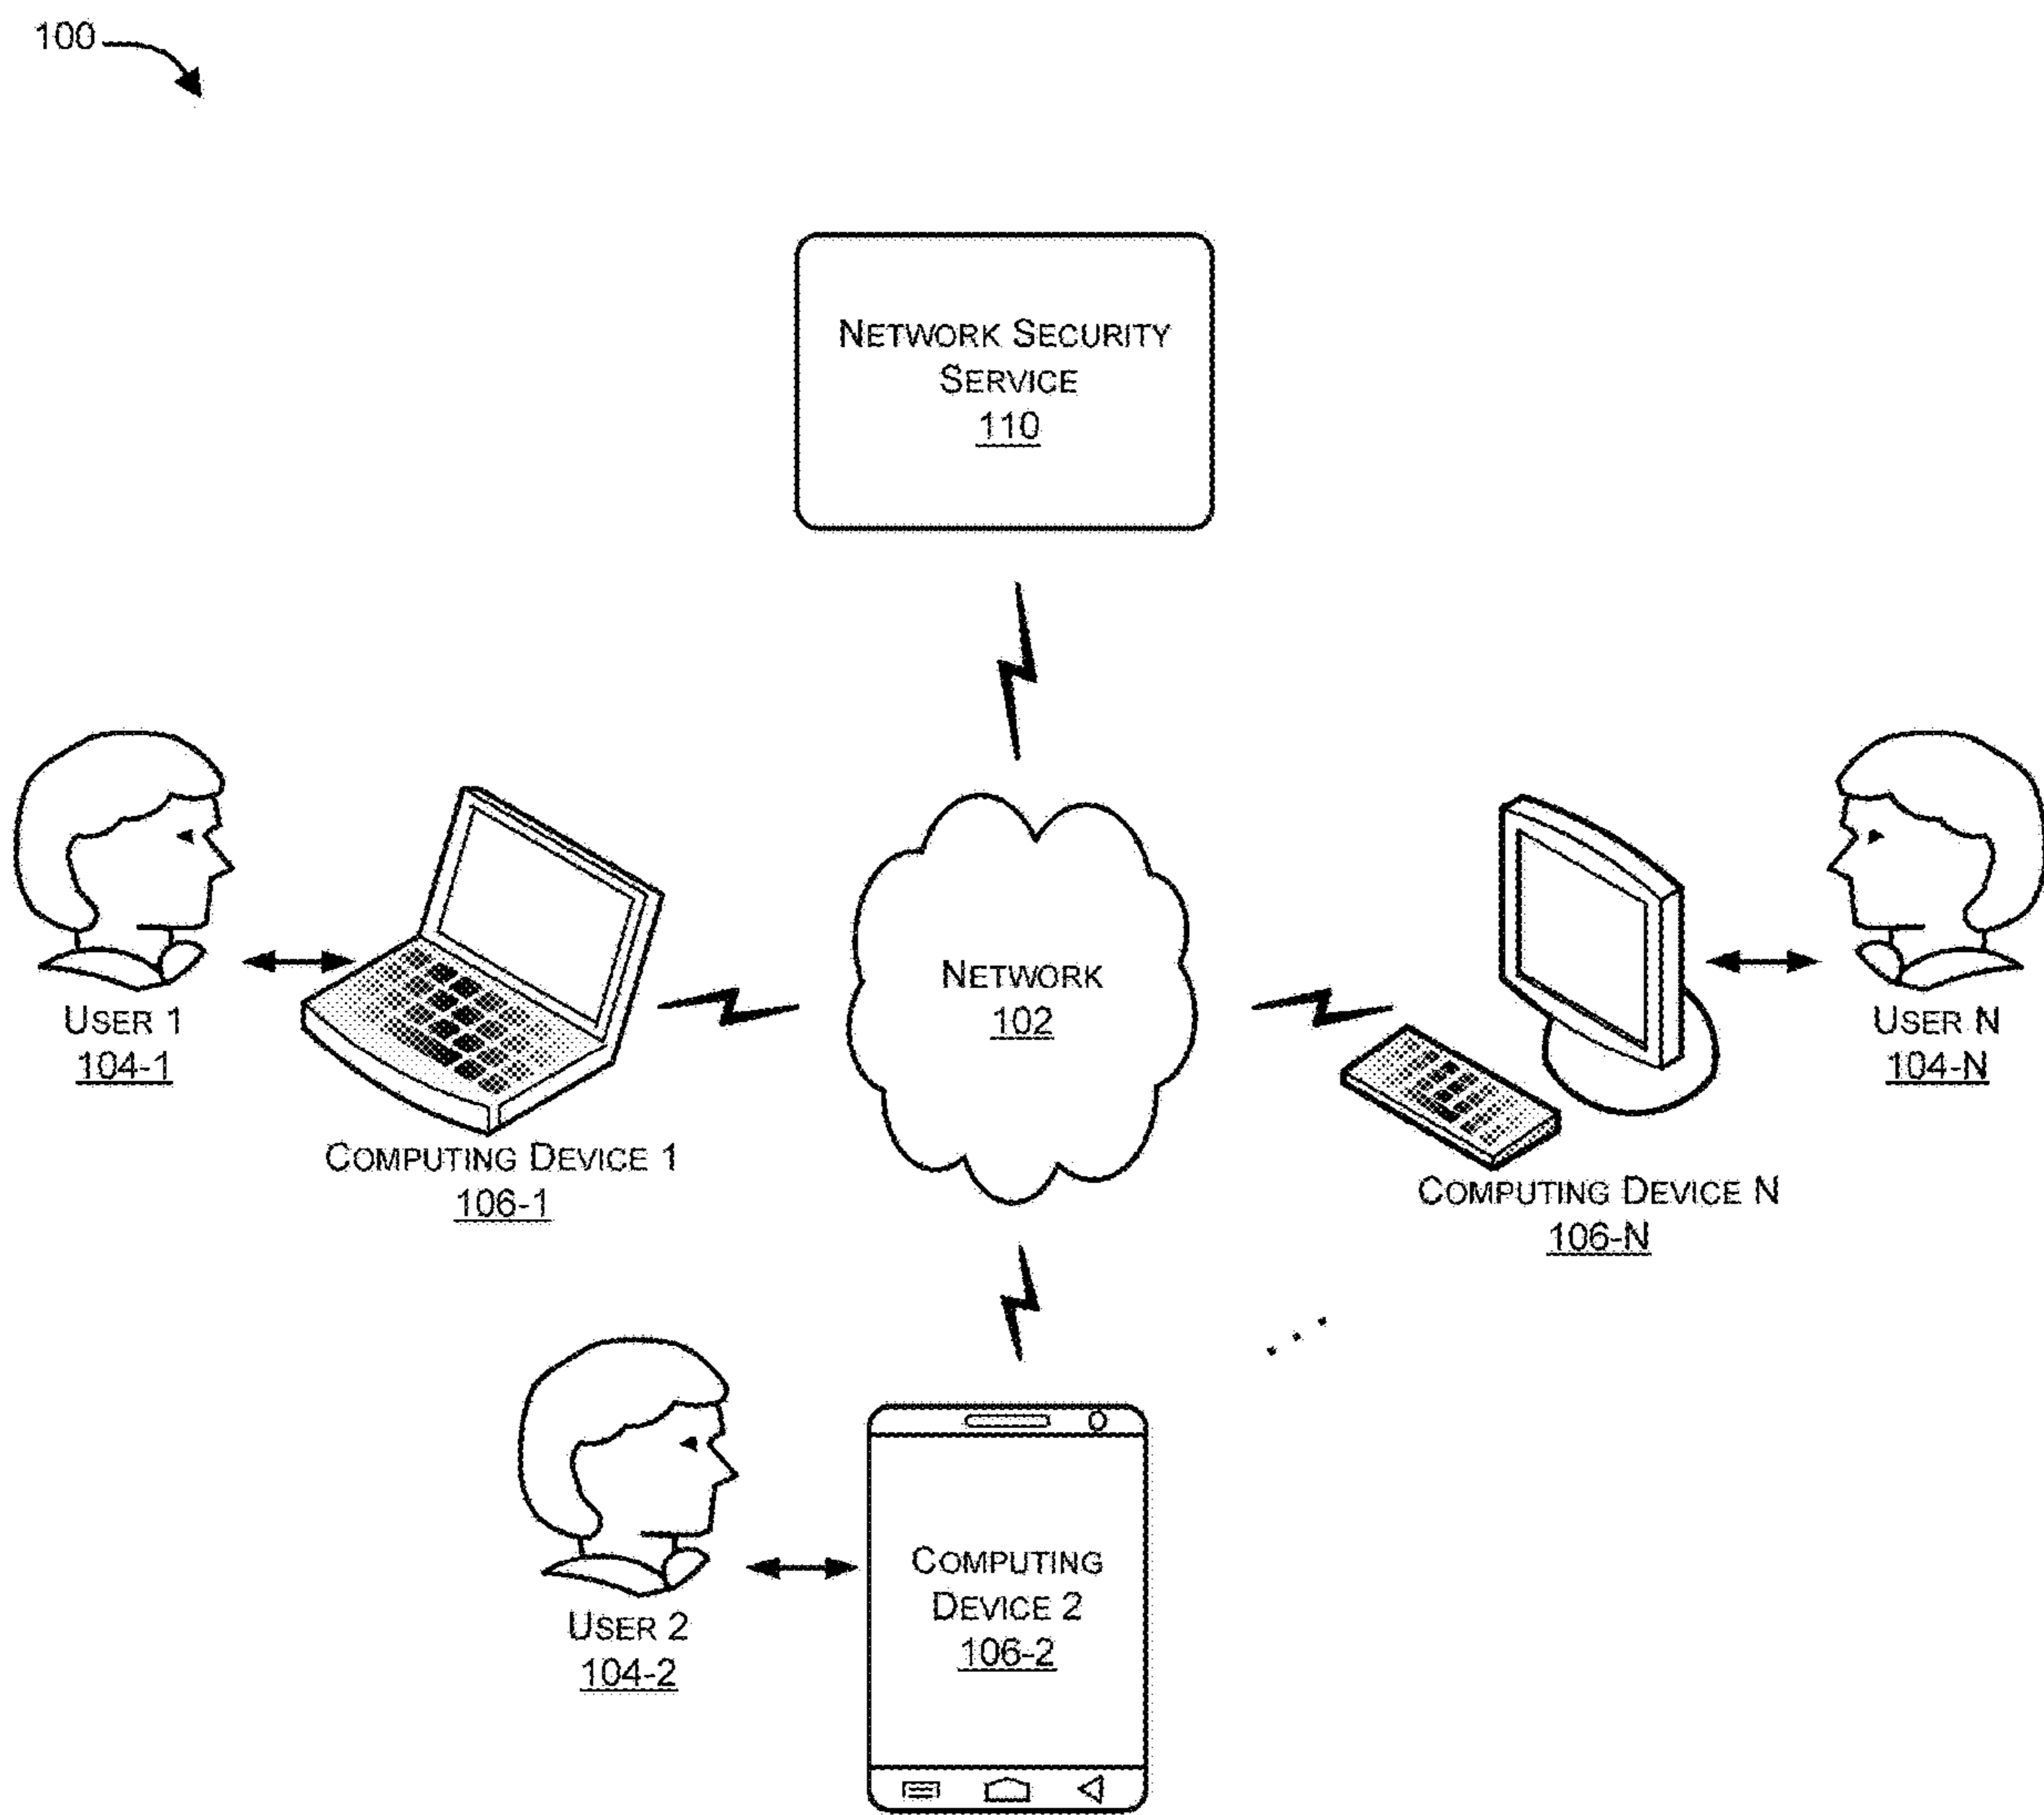 100
NETWORK SECURITY
SERVICE
110
NETWORK
102
USER 1
104-1
COMPUTING DEVICE 1
106-1
USER N
104-N
COMPUTING DEVICE N
106-N
...
USER 2
104-2
COMPUTING
DEVICE 2
106-2